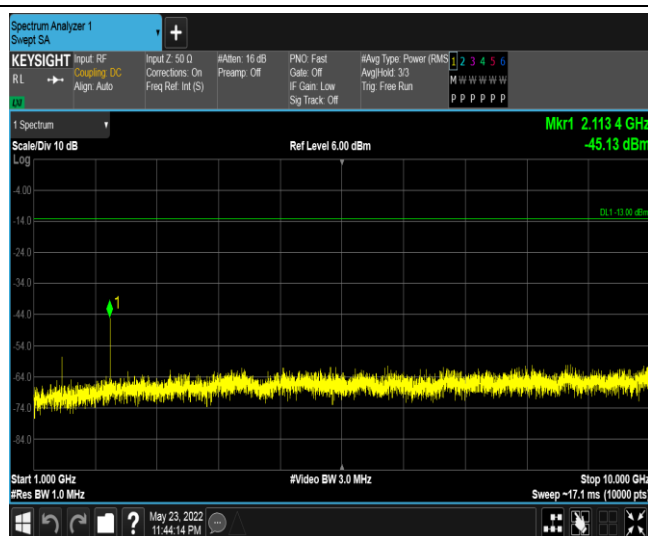 Spectrum Analyzer 1
Swept SA
KEYSIGHT Input: RF Input Z: 50 Ω #Atten: 16 dB PNO: Fast #Avg Type: Power (RMS 1 2 3 4 5 6
RL Coupling: DC Corrections: On Preamp: Off Gate: Off Avg|Hold: 3/3 M W W W W W
Align: Auto Freq Ref: Int (S) IF Gain: Low Trig: Free Run
LW Sig Track: Off P P P P P P
1 Spectrum Mkr1 2.113 4 GHz
Scale/Div 10 dB Ref Level 6.00 dBm -45.13 dBm
Log
-4.00
DL1 -13.00 dBm
-14.0
-24.0
-34.0
1
-44.0
-54.0
-64.0
-74.0
-84.0
Start 1.000 GHz #Video BW 3.0 MHz Stop 10.000 GHz
#Res BW 1.0 MHz Sweep ~17.1 ms (10000 pts)
? May 23, 2022
11:44:14 PM